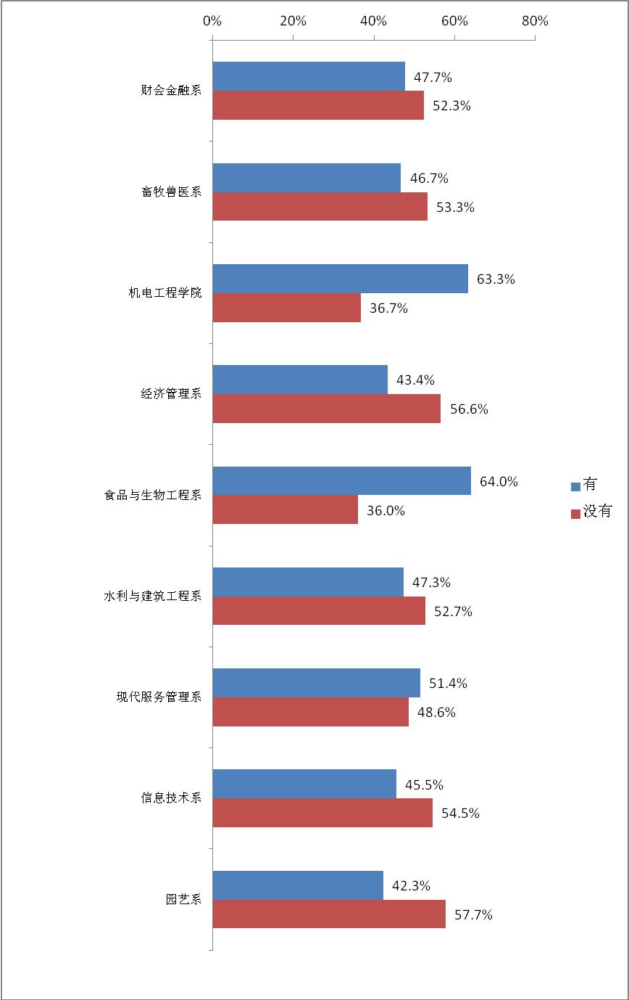 0% 20% 40% 60% 80%
47.7%
财会金融系
52.3%
46.7%
畜牧兽医系
53.3%
63.3%
机电工程学院
36.7%
43.4%
经济管理系
56.6%
64.0%
食品与生物工程系
36.0%
有
没有
47.3%
水利与建筑工程系
52.7%
51.4%
现代服务管理系
48.6%
45.5%
信息技术系
54.5%
42.3%
园艺系
57.7%